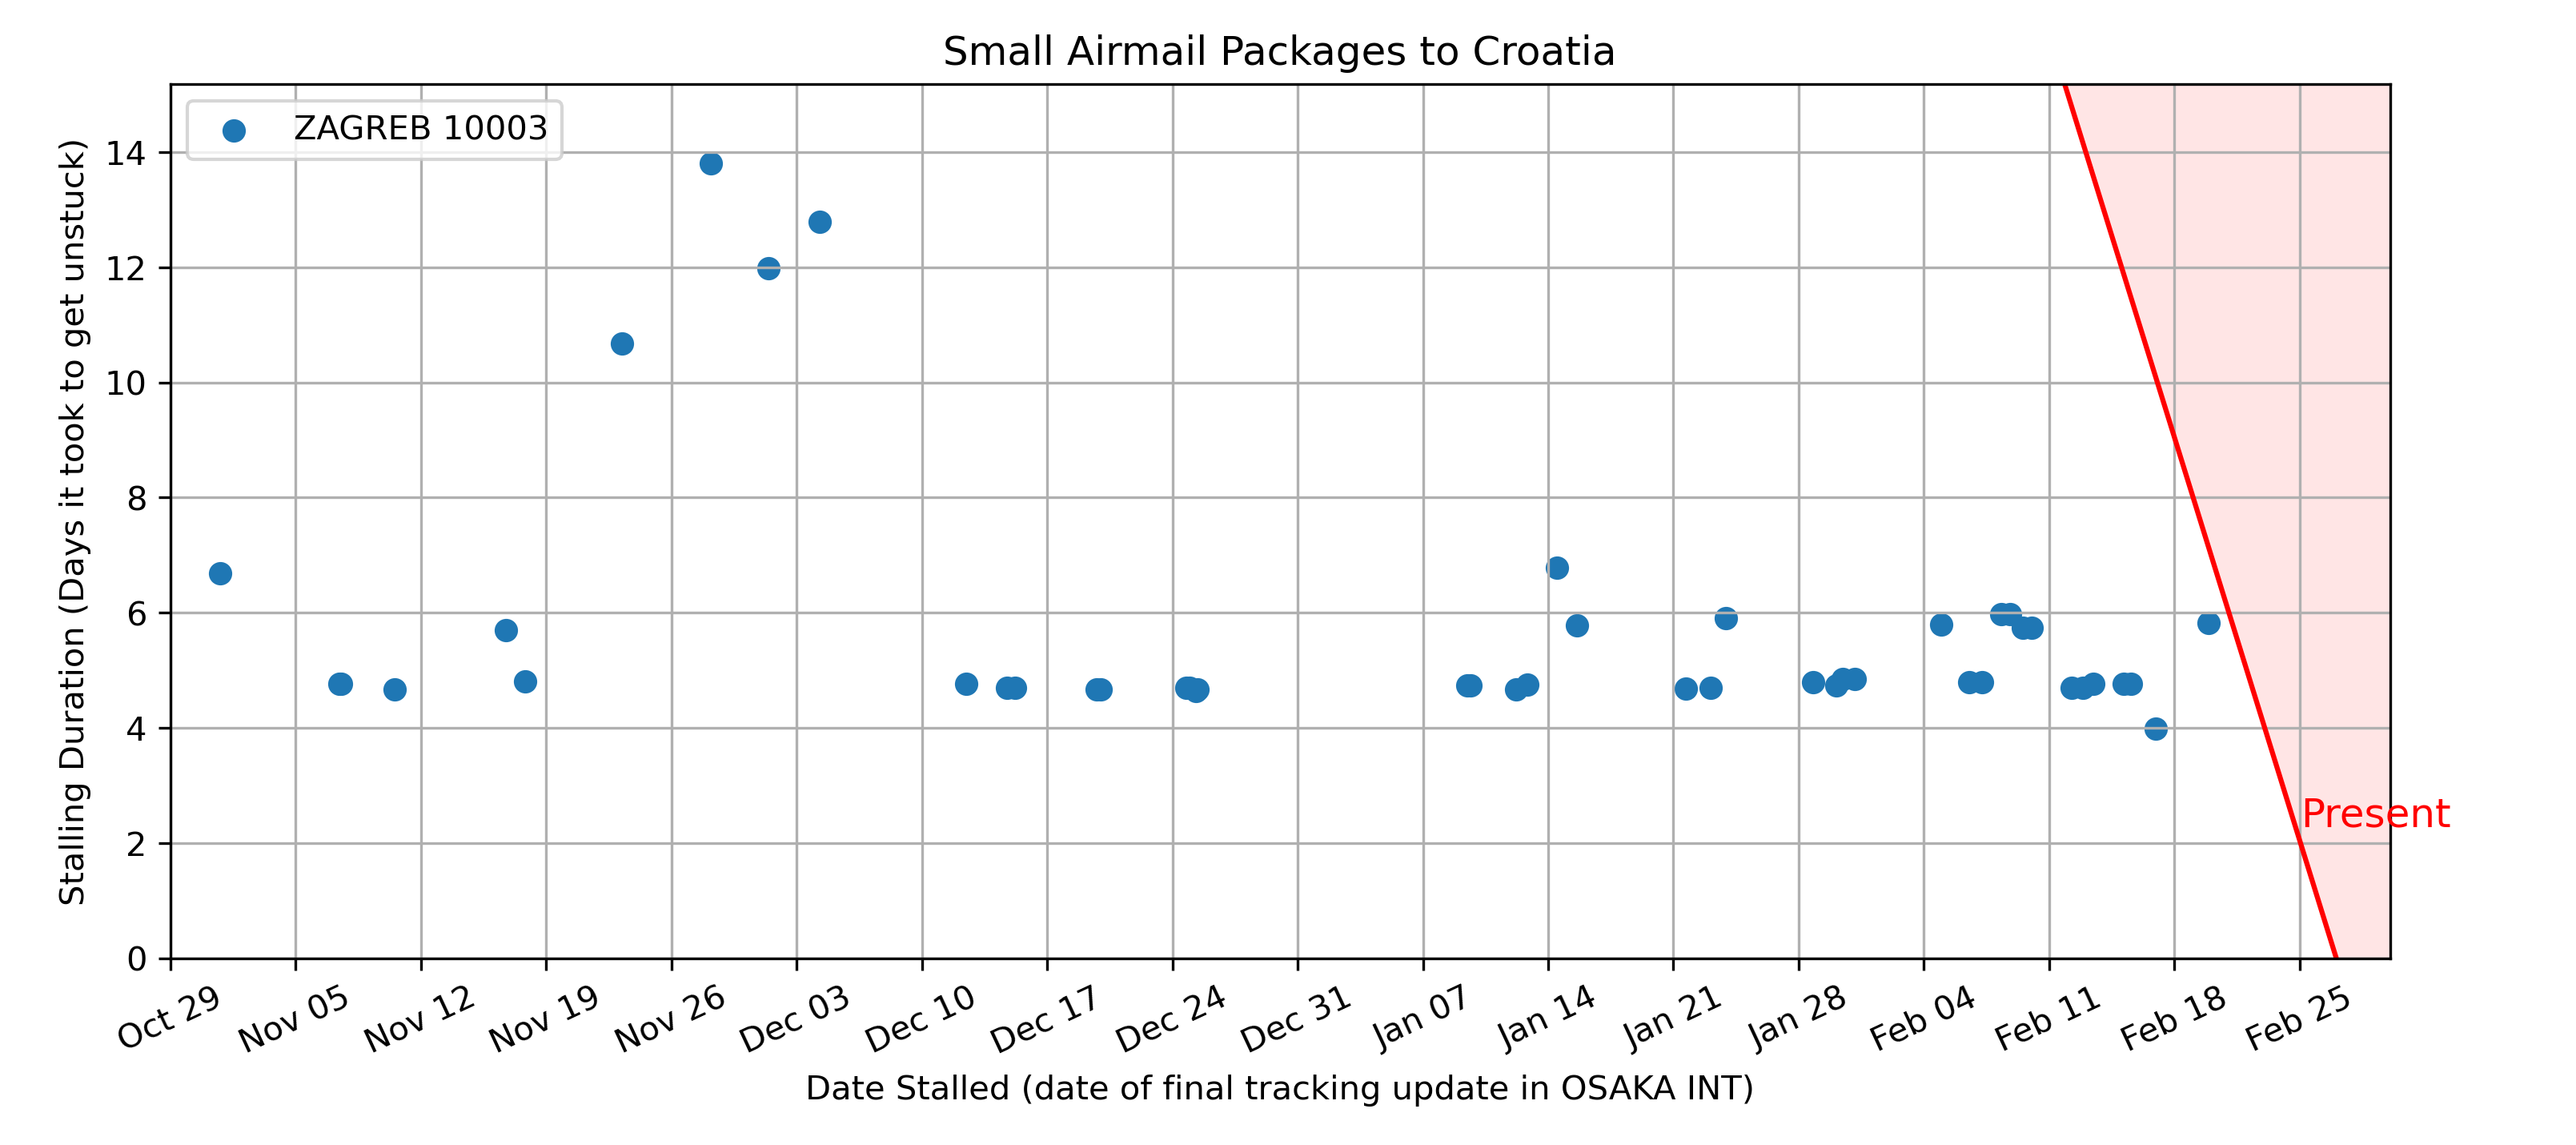 Small Airmail Packages to Croatia
ZAGREB 10003
Stalling Duration (Days it took to get unstuck)
14
12
10
8
6
4
2
0
Present
Oct 29
Nov 05
Nov 12
Nov 19
Nov 26
Dec 03
Dec 10
Dec 17
Dec 24
Dec 31
Jan 07
Jan 14
Jan 21
Jan 28
Feb 04
Feb 11
Feb 18
Feb 25
Date Stalled (date of final tracking update in OSAKA INT)